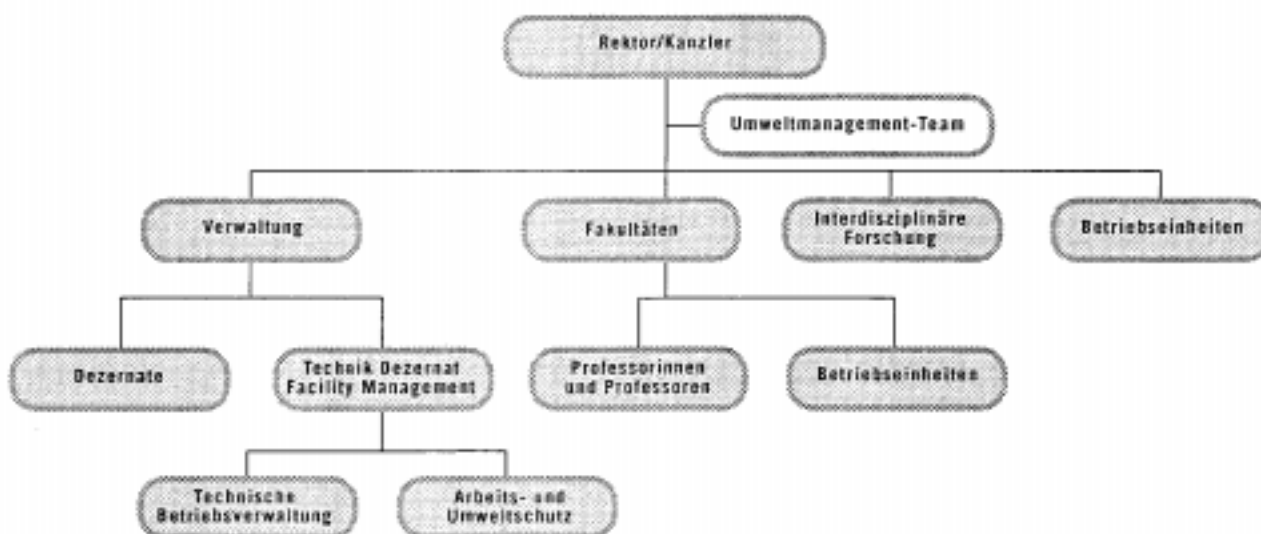 Rektor/Kanzler
Umweltmanagement-Team
Verwaltung
Fakultäten
Interdisziplinäre
Forschung
Betriebseinheiten
Dezernate
Technik Dezernat
Facility Management
Professorinnen
und Professoren
Betriebseinheiten
Technische
Betriebsverwaltung
Arbeits- und
Umweltschutz